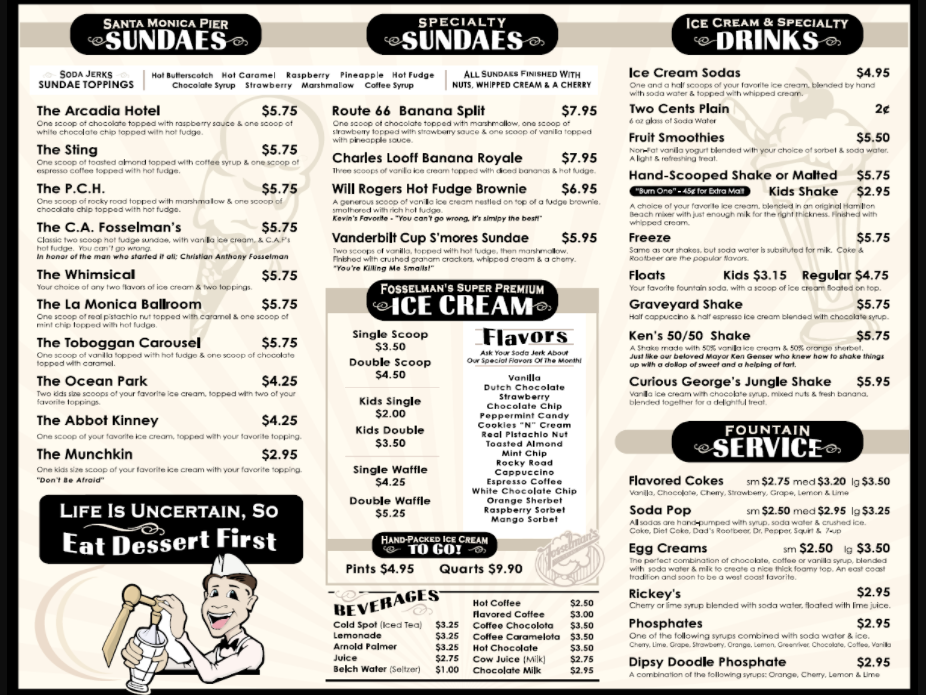 SANTA MONICA PIER
SUNDAES
SODA JERKS
SUNDAE TOPPINGS
Hot Butterscotch Hot Caramel Raspberry Pineapple Hot Fudge
Chocolate Syrup Strawberry Marshmallow Coffee Syrup
ALL SUNDAES FINISHED WITH
NUTS, WHIPPED CREAM & A CHERRY
The Arcadia Hotel $5.75
One scoop of chocolate topped with raspberry sauce & one scoop of
white chocolate chip topped with hot fudge.
The Sting $5.75
One scoop of toasted almond topped with coffee syrup & one scoop of
espresso coffee topped with hot fudge.
The P.C.H. $5.75
One scoop of rocky road topped with marshmallow & one scoop of
chocolate chip topped with hot fudge.
The C.A. Fosselman's $5.75
Classic two scoop hot fudge sundae, with vanilla ice cream, & C.A.F's
hot fudge. You can't go wrong.
In honor of the man who started it all; Christian Anthony Fosselman
The Whimsical $5.75
Your choice of any two flavors of ice cream & two toppings.
The La Monica Ballroom $5.75
One scoop of real pistachio nut topped with caramel & one scoop of
mint chip topped with hot fudge.
The Toboggan Carousel $5.75
One scoop of vanilla topped with hot fudge & one scoop of chocolate
topped with caramel.
The Ocean Park $4.25
Two kids size scoops of your favorite ice cream, topped with two of your
favorite toppings.
The Abbot Kinney $4.25
One scoop of your favorite ice cream, topped with your favorite topping.
The Munchkin $2.95
One kids size scoop of your favorite ice cream with your favorite topping.
"Don't Be Afraid"
LIFE IS UNCERTAIN, SO
Eat Dessert First
SPECIALTY
SUNDAES
Route 66 Banana Split $7.95
One scoop of chocolate topped with marshmallow, one scoop of
strawberry topped with strawberry sauce & one scoop of vanilla topped
with pineapple sauce.
Charles Looff Banana Royale $7.95
Three scoops of vanilla ice cream topped with diced bananas & hot fudge.
Will Rogers Hot Fudge Brownie $6.95
A generous scoop of vanilla ice cream nestled on top of a fudge brownie,
smothered with rich hot fudge.
Kevin's Favorite - "You can't go wrong, it's simlpy the best!"
Vanderbilt Cup S'mores Sundae $5.95
Two scoops of vanilla, topped with hot fudge, then marshmallow.
Finished with crushed graham crackers, whipped cream & a cherry.
"You're Killing Me Smalls!"
FOSSELMAN'S SUPER PREMIUM
ICE CREAM
Single Scoop
$3.50
Double Scoop
$4.50
Kids Single
$2.00
Kids Double
$3.50
Single Waffle
$4.25
Double Waffle
$5.25
Flavors
Ask Your Soda Jerk About
Our Special Flavors Of The Month!
Vanilla
Dutch Chocolate
Strawberry
Chocolate Chip
Peppermint Candy
Cookies "N" Cream
Real Pistachio Nut
Toasted Almond
Mint Chip
Rocky Road
Cappuccino
Espresso Coffee
White Chocolate Chip
Orange Sherbet
Raspberry Sorbet
Mango Sorbet
HAND-PACKED ICE CREAM
TO GO!
Pints $4.95 Quarts $9.90
Fosselman's
BEVERAGES
Cold Spot (Iced Tea) $3.25
Lemonade $3.25
Arnold Palmer $3.25
Juice $2.75
Belch Water (Seltzer) $1.00
Hot Coffee $2.50
Flavored Coffee $3.00
Coffee Chocolota $3.50
Coffee Caramelota $3.50
Hot Chocolate $3.50
Cow Juice (Milk) $2.75
Chocolate Milk $2.95
ICE CREAM & SPECIALTY
DRINKS
Ice Cream Sodas $4.95
One and a half scoops of your favorite ice cream, blended by hand
with soda water & topped with whipped cream.
Two Cents Plain 2¢
6 oz glass of Soda Water
Fruit Smoothies $5.50
Non-Fat vanilla yogurt blended with your choice of sorbet & soda water.
A light & refreshing treat.
Hand-Scooped Shake or Malted $5.75
"Burn One" - 45¢ for Extra Malt Kids Shake $2.95
A choice of your favorite ice cream, blended in an original Hamilton
Beach mixer with just enough milk for the right thickness. Finished with
whipped cream.
Freeze $5.75
Same as our shakes, but soda water is substituted for milk. Coke &
Rootbeer are the popular flavors.
Floats Kids $3.15 Regular $4.75
Your favorite fountain soda, with a scoop of ice cream floated on top.
Graveyard Shake $5.75
Half cappuccino & half espresso ice cream blended with chocolate syrup.
Ken's 50/50 Shake $5.75
A Shake made with 50% vanilla ice cream & 50% orange sherbet.
Just like our beloved Mayor Ken Genser who knew how to shake things
up with a dollop of sweet and a helping of tart.
Curious George's Jungle Shake $5.95
Vanilla ice cream with chocolate syrup, mixed nuts & fresh banana,
blended together for a delightful treat.
FOUNTAIN
SERVICE
Flavored Cokes sm $2.75 med $3.20 lg $3.50
Vanilla, Chocolate, Cherry, Strawberry, Grape, Lemon & Lime
Soda Pop sm $2.50 med $2.95 lg $3.25
All sodas are hand-pumped with syrup, soda water & crushed ice.
Coke, Diet Coke, Dad's Rootbeer, Dr. Pepper, Squirt & 7-up
Egg Creams sm $2.50 lg $3.50
The perfect combination of chocolate, coffee or vanilla syrup, blended
with soda water & milk to create a nice thick foamy top. An east coast
tradition and soon to be a west coast favorite.
Rickey's $2.95
Cherry or lime syrup blended with soda water, floated with lime juice.
Phosphates $2.95
One of the following syrups combined with soda water & ice.
Cherry, Lime, Grape, Strawberry, Orange, Lemon, Greenriver, Chocolate, Coffee, Vanilla
Dipsy Doodle Phosphate $2.95
A combination of the following syrups: Orange, Cherry, Lemon & Lime